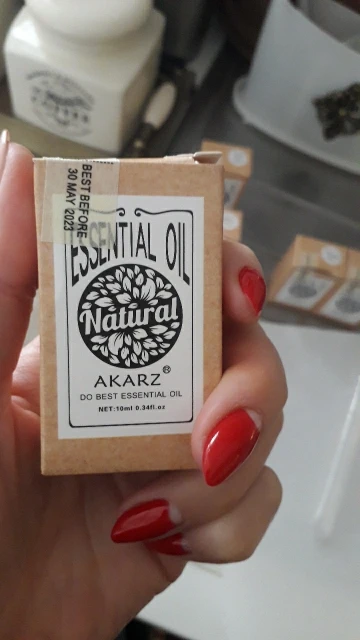 BEST BEFORE
30 MAY 2023
ESSENTIAL OIL
Natural
AKARZ®
DO BEST ESSENTIAL OIL
NET:10ml 0.34fl.oz